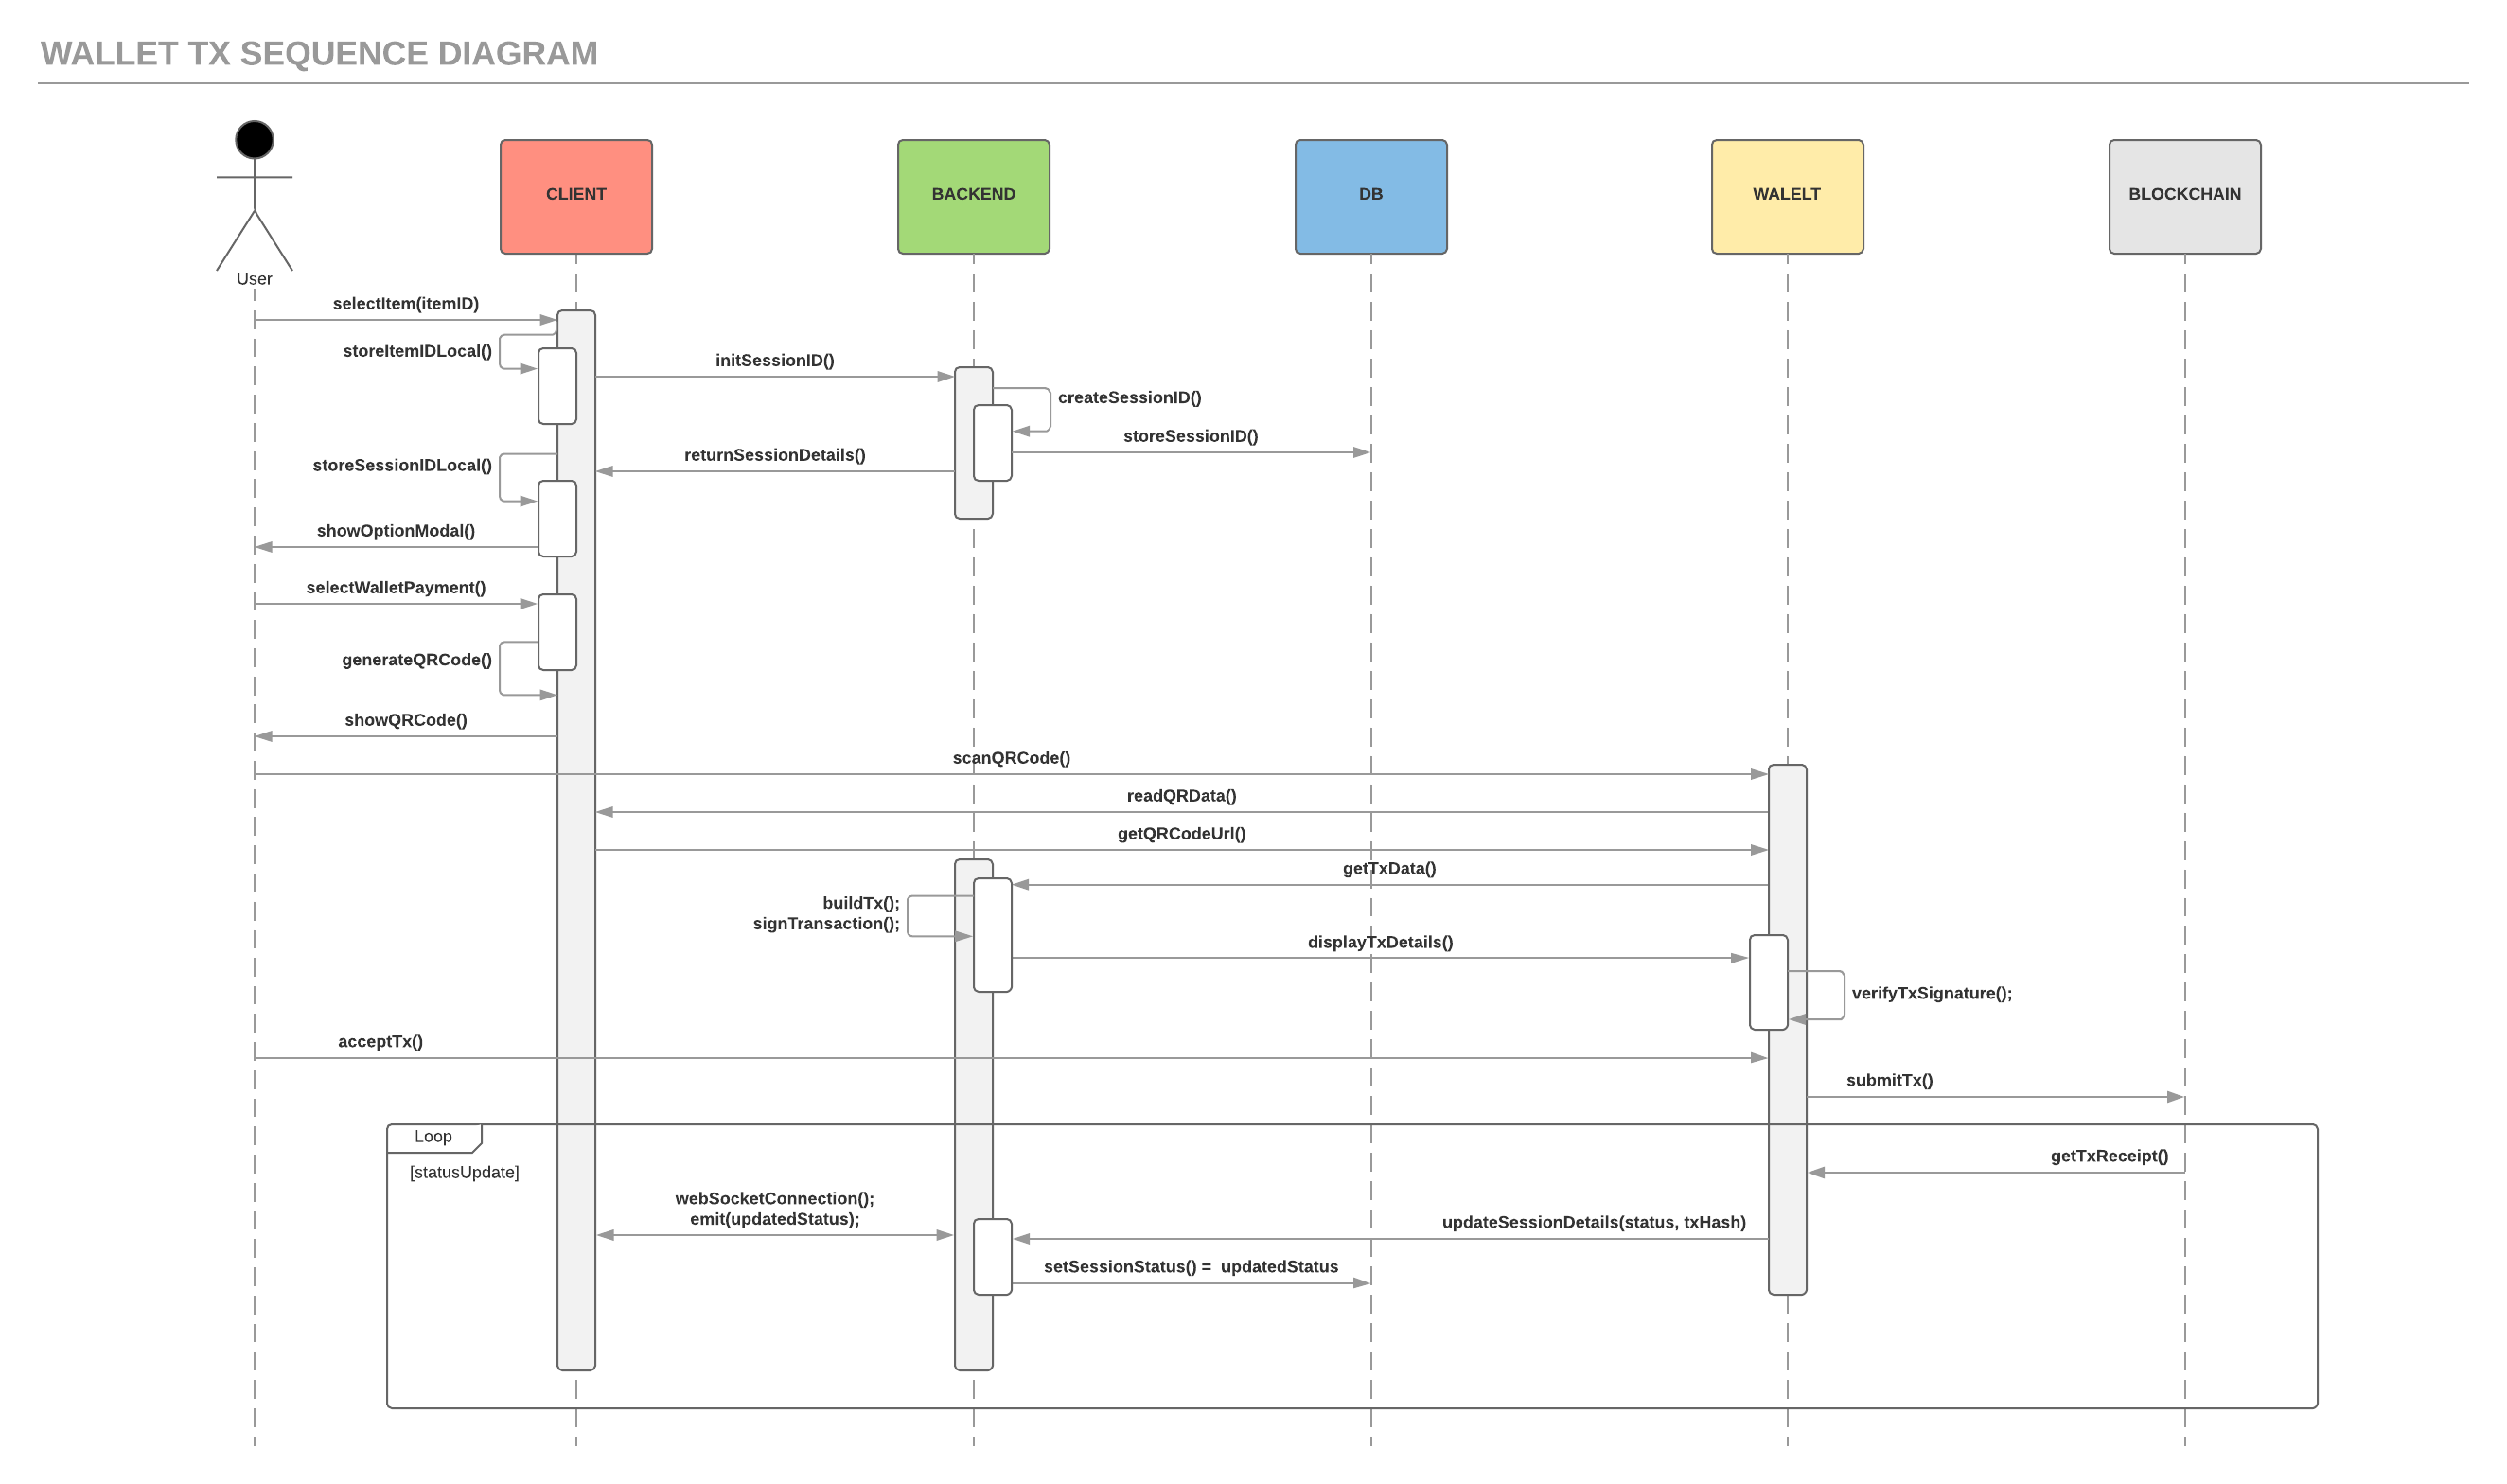 WALLET TX SEQUENCE DIAGRAM
CLIENT
BACKEND
DB
WALELT
BLOCKCHAIN
User
selectItem(itemID)
storeItemIDLocal()
initSessionID()
createSessionID()
storeSessionID()
returnSessionDetails()
storeSessionIDLocal()
showOptionModal()
selectWalletPayment()
generateQRCode()
showQRCode()
scanQRCode()
readQRData()
getQRCodeUrl()
getTxData()
buildTx();
signTransaction();
displayTxDetails()
verifyTxSignature();
acceptTx()
submitTx()
Loop
[statusUpdate]
getTxReceipt()
webSocketConnection();
emit(updatedStatus);
updateSessionDetails(status, txHash)
setSessionStatus() = updatedStatus